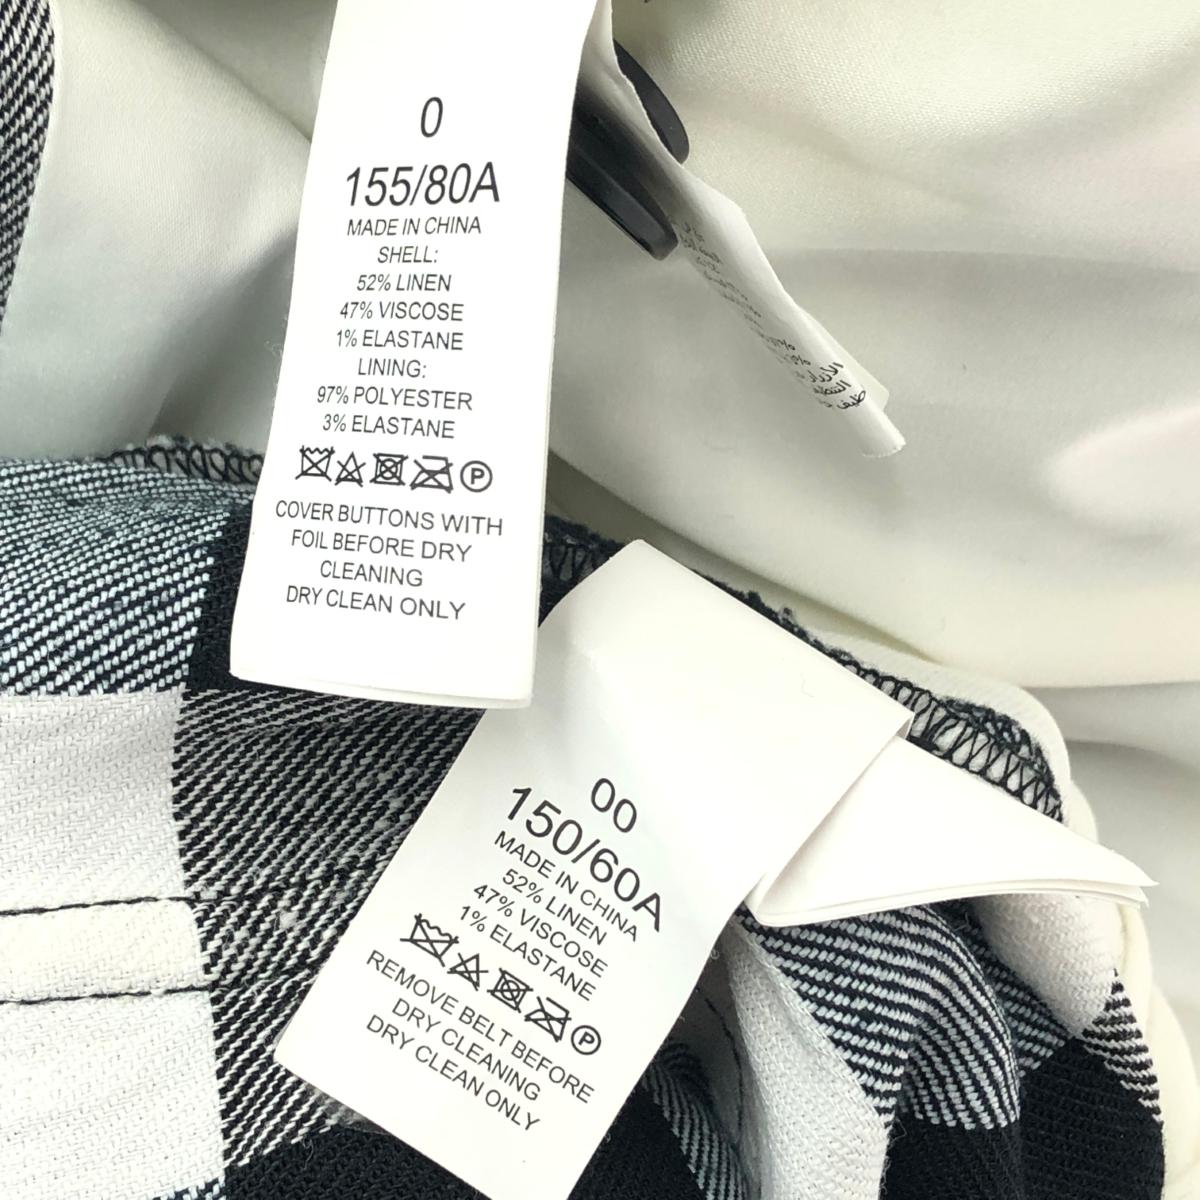 0
155/80A
MADE IN CHINA
SHELL:
52% LINEN
47% VISCOSE
1% ELASTANE
LINING:
97% POLYESTER
3% ELASTANE
P
COVER BUTTONS WITH
FOIL BEFORE DRY
CLEANING
DRY CLEAN ONLY
00
150/60A
MADE IN CHINA
52% LINEN
47% VISCOSE
1% ELASTANE
P
REMOVE BELT BEFORE
DRY CLEANING
DRY CLEAN ONLY